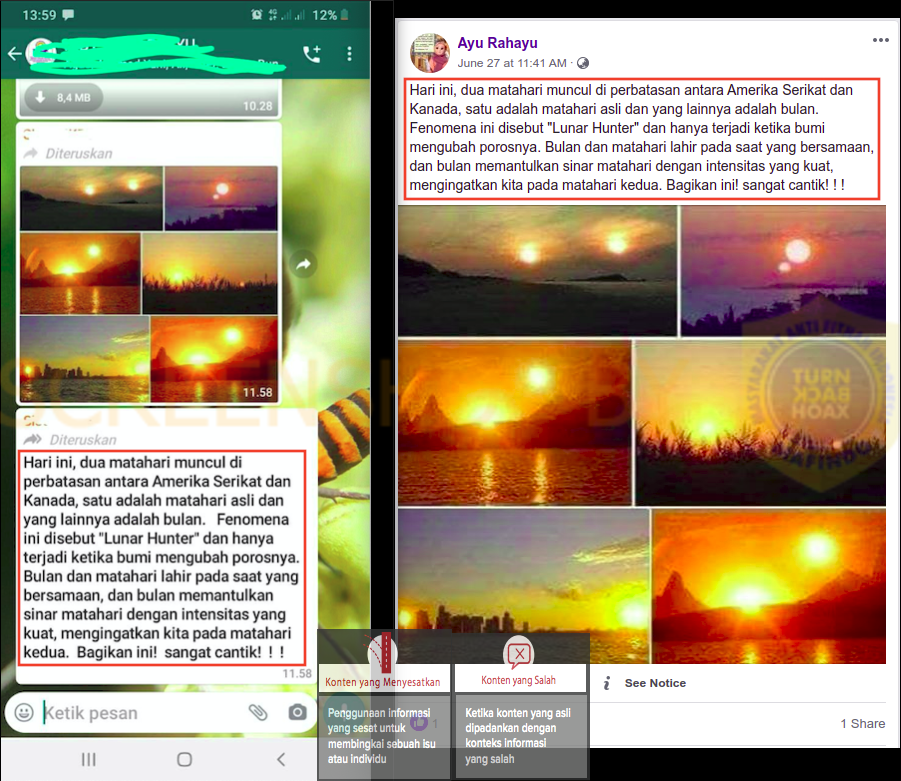 13:59
12%
8,4 MB
10.28
Diteruskan
11.58
Diteruskan
Hari ini, dua matahari muncul di
perbatasan antara Amerika Serikat dan
Kanada, satu adalah matahari asli dan
yang lainnya adalah bulan.   Fenomena
ini disebut "Lunar Hunter" dan hanya
terjadi ketika bumi mengubah porosnya.
Bulan dan matahari lahir pada saat yang
bersamaan, dan bulan memantulkan
sinar matahari dengan intensitas yang
kuat, mengingatkan kita pada matahari
kedua.  Bagikan ini!  sangat cantik!  !  !
11.58
Ketik pesan
Ayu Rahayu
June 27 at 11:41 AM ·
Hari ini, dua matahari muncul di perbatasan antara Amerika Serikat dan
Kanada, satu adalah matahari asli dan yang lainnya adalah bulan.
Fenomena ini disebut "Lunar Hunter" dan hanya terjadi ketika bumi
mengubah porosnya. Bulan dan matahari lahir pada saat yang bersamaan,
dan bulan memantulkan sinar matahari dengan intensitas yang kuat,
mengingatkan kita pada matahari kedua. Bagikan ini! sangat cantik! ! !
TURN
BACK
HOAX
See Notice
1
1 Share
Konten yang Menyesatkan
Penggunaan informasi
yang sesat untuk
membingkai sebuah isu
atau individu
Konten yang Salah
Ketika konten yang asli
dipadankan dengan
konteks informasi
yang salah